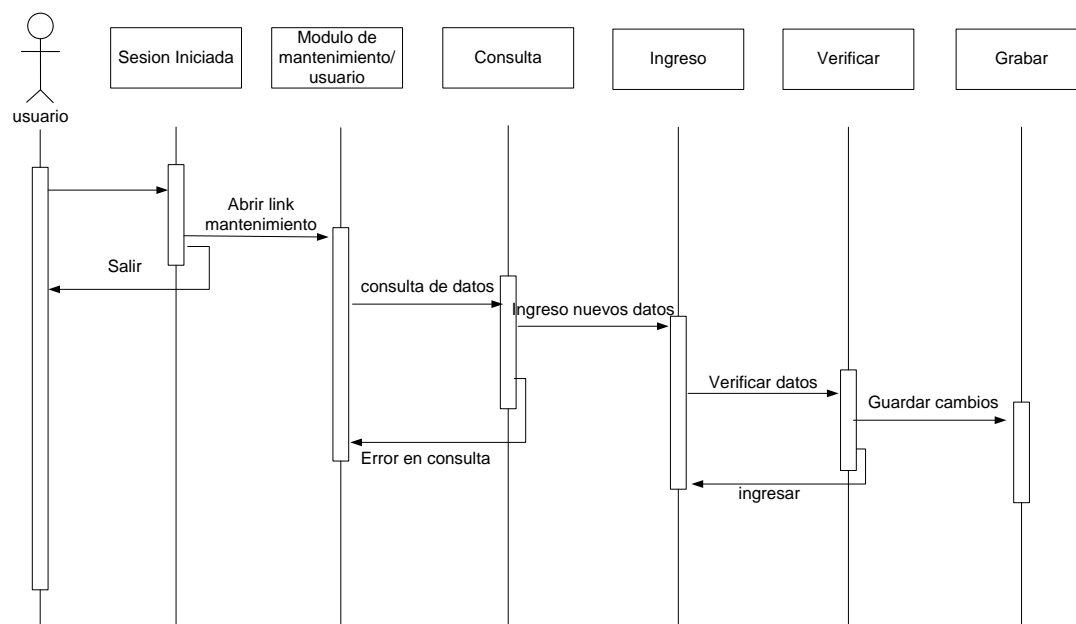 usuario
Sesion Iniciada
Modulo de
mantenimiento/
usuario
Consulta
Ingreso
Verificar
Grabar
Abrir link
mantenimiento
Salir
consulta de datos
Ingreso nuevos datos
Verificar datos
Guardar cambios
Error en consulta
ingresar